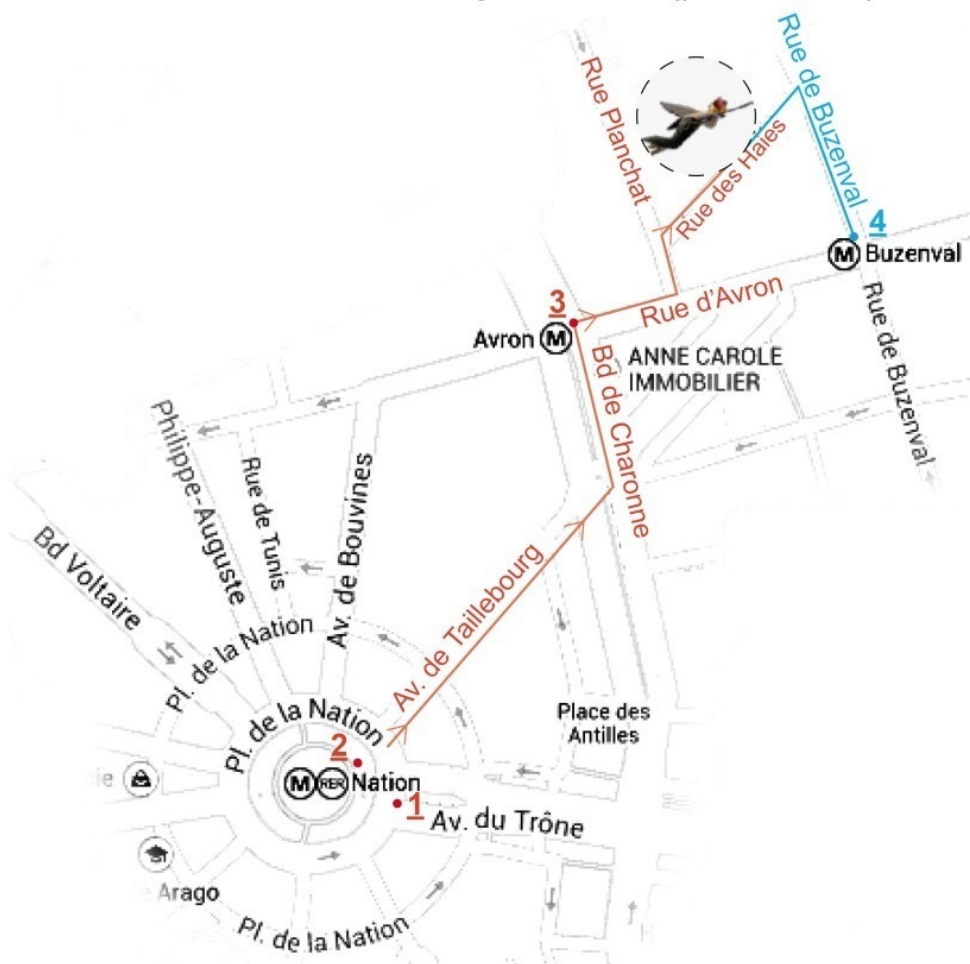 Rue de Buzenval
Rue Planchat
Rue des Haies
4
M Buzenval
Rue d'Avron
3
Avron M
ANNE CAROLE
IMMOBILIER
Bd de Charonne
Rue de Buzenval
Philippe-Auguste
Rue de Tunis
Av. de Bouvines
Bd Voltaire
Av. de Taillebourg
Pl. de la Nation
Pl. de la Nation
Place des
Antilles
2
M RER Nation
1
Av. du Trône
Arago
Pl. de la Nation
Rue de Buzenval